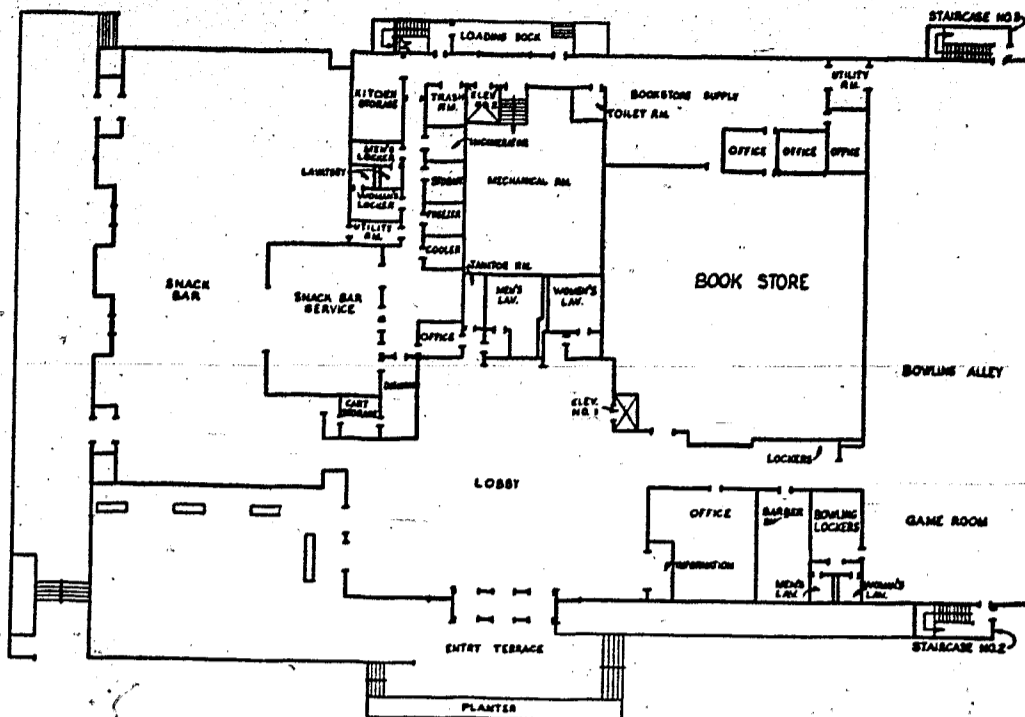 STAIRCASE NO.3
LOADING DOCK
UTILITY
RM.
KITCHEN
STORAGE
TRASH
RM.
ELEV.
NO.2
BOOKSTORE SUPPLY
TOILET RM.
INCINERATOR
MEN'S
LOCKER
LAVATORY
OFFICE
OFFICE
OFFICE
MECHANICAL RM.
WOMAN'S
LOCKER
FREEZER
UTILITY
RM.
COOLER
JANITOR RM.
SNACK
BAR
SNACK BAR
SERVICE
MEN'S
LAV.
WOMEN'S
LAV.
BOOK STORE
OFFICE
BOWLING ALLEY
CART
STORAGE
ELEV.
NO. 1
LOCKERS
LOBBY
OFFICE
BARBER
BOWLING
LOCKERS
GAME ROOM
INFORMATION
MEN'S
LAV.
WOMAN'S
LAV.
ENTRY TERRACE
STAIRCASE NO.2
PLANTER